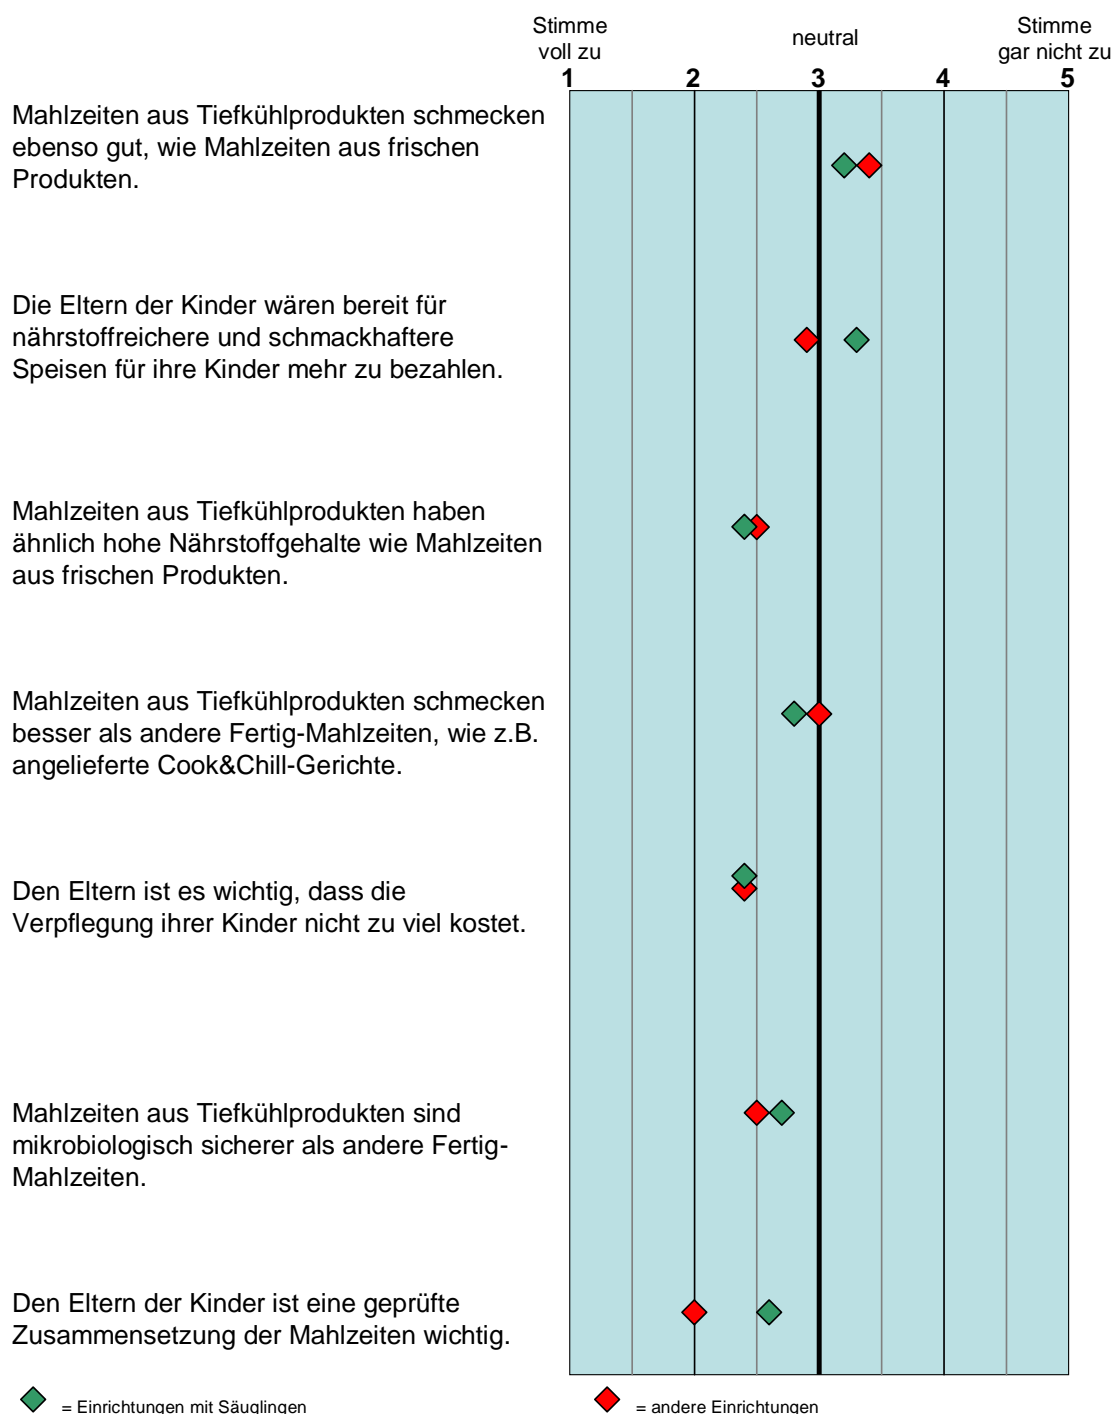 Stimme
voll zu
neutral
Stimme
gar nicht zu
1 2 3 4 5
Mahlzeiten aus Tiefkühlprodukten schmecken
ebenso gut, wie Mahlzeiten aus frischen
Produkten.
Die Eltern der Kinder wären bereit für
nährstoffreichere und schmackhaftere
Speisen für ihre Kinder mehr zu bezahlen.
Mahlzeiten aus Tiefkühlprodukten haben
ähnlich hohe Nährstoffgehalte wie Mahlzeiten
aus frischen Produkten.
Mahlzeiten aus Tiefkühlprodukten schmecken
besser als andere Fertig-Mahlzeiten, wie z.B.
angelieferte Cook&Chill-Gerichte.
Den Eltern ist es wichtig, dass die
Verpflegung ihrer Kinder nicht zu viel kostet.
Mahlzeiten aus Tiefkühlprodukten sind
mikrobiologisch sicherer als andere Fertig-
Mahlzeiten.
Den Eltern der Kinder ist eine geprüfte
Zusammensetzung der Mahlzeiten wichtig.
= Einrichtungen mit Säuglingen
= andere Einrichtungen